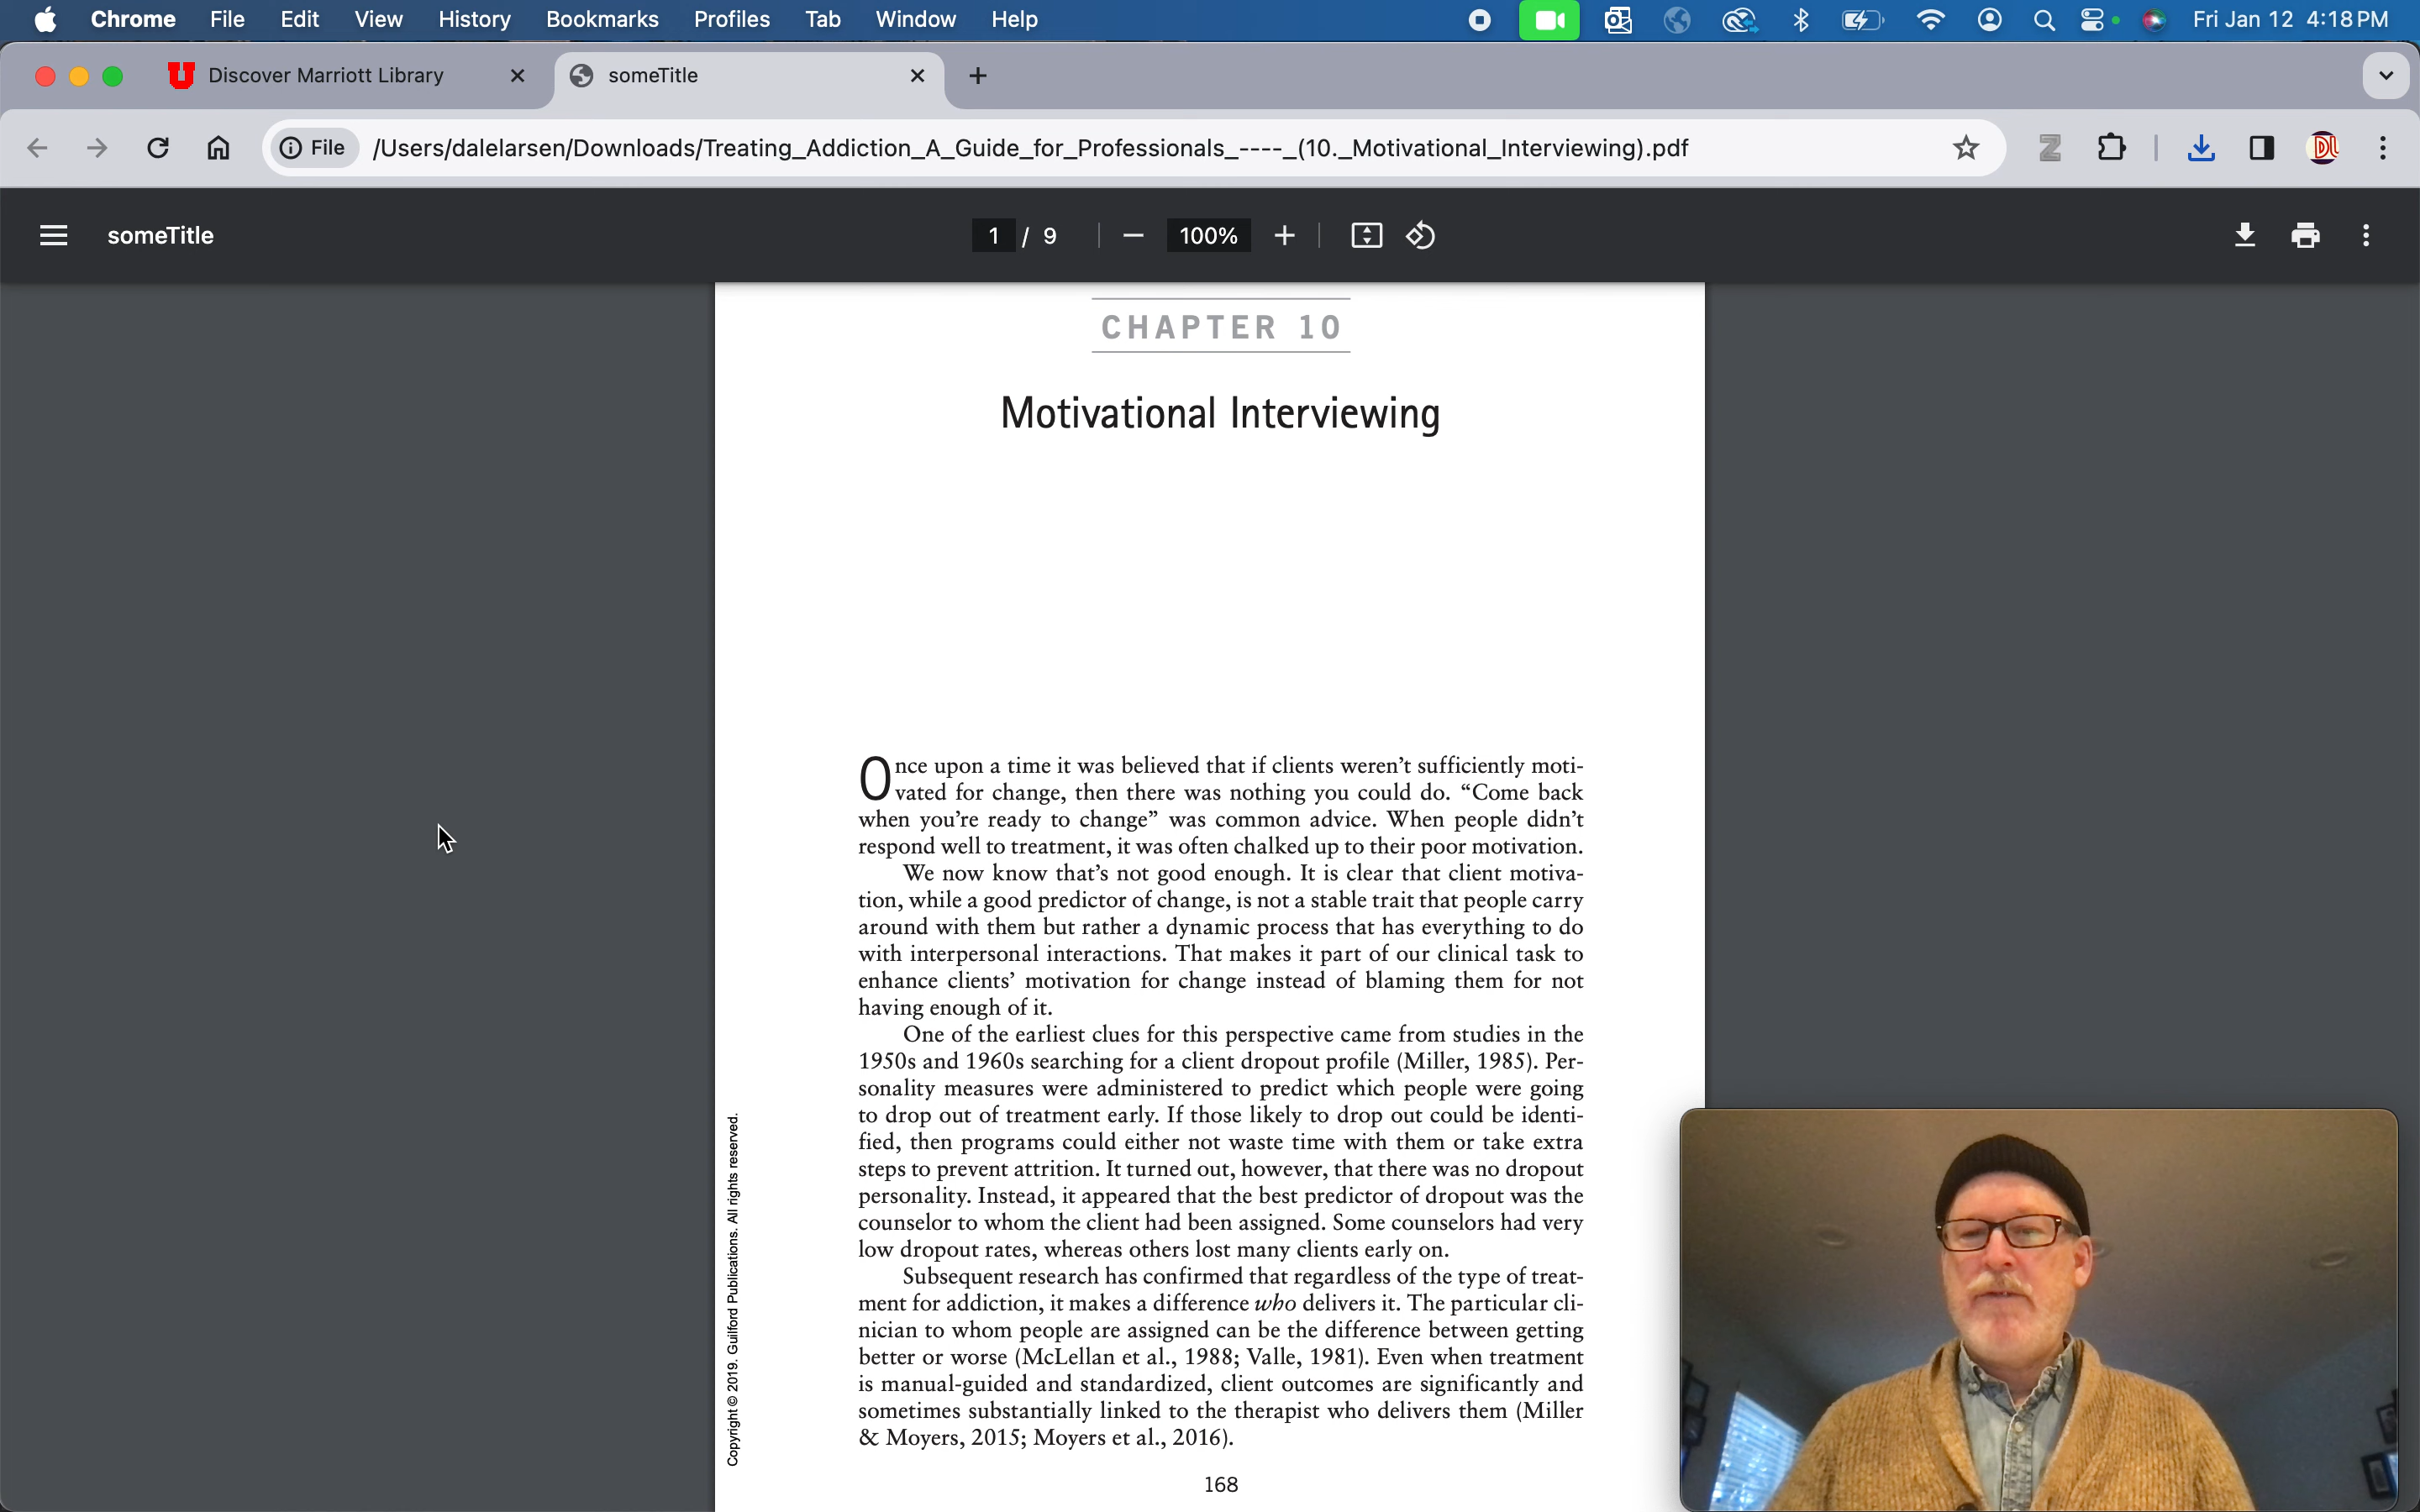 Chrome File Edit View History Bookmarks Profiles Tab Window Help Fri Jan 12 4:18 PM
Discover Marriott Library someTitle
File /Users/dalelarsen/Downloads/Treating_Addiction_A_Guide_for_Professionals_----_(10._Motivational_Interviewing).pdf Z DL
someTitle 1 / 9 100%
CHAPTER 10
Motivational Interviewing
Once upon a time it was believed that if clients weren’t sufficiently moti-
vated for change, then there was nothing you could do. “Come back
when you’re ready to change” was common advice. When people didn’t
respond well to treatment, it was often chalked up to their poor motivation.
We now know that’s not good enough. It is clear that client motiva-
tion, while a good predictor of change, is not a stable trait that people carry
around with them but rather a dynamic process that has everything to do
with interpersonal interactions. That makes it part of our clinical task to
enhance clients’ motivation for change instead of blaming them for not
having enough of it.
One of the earliest clues for this perspective came from studies in the
1950s and 1960s searching for a client dropout profile (Miller, 1985). Per-
sonality measures were administered to predict which people were going
to drop out of treatment early. If those likely to drop out could be identi-
fied, then programs could either not waste time with them or take extra
steps to prevent attrition. It turned out, however, that there was no dropout
personality. Instead, it appeared that the best predictor of dropout was the
counselor to whom the client had been assigned. Some counselors had very
low dropout rates, whereas others lost many clients early on.
Subsequent research has confirmed that regardless of the type of treat-
ment for addiction, it makes a difference who delivers it. The particular cli-
nician to whom people are assigned can be the difference between getting
better or worse (McLellan et al., 1988; Valle, 1981). Even when treatment
is manual-guided and standardized, client outcomes are significantly and
sometimes substantially linked to the therapist who delivers them (Miller
& Moyers, 2015; Moyers et al., 2016).
168
Copyright © 2019. Guilford Publications. All rights reserved.